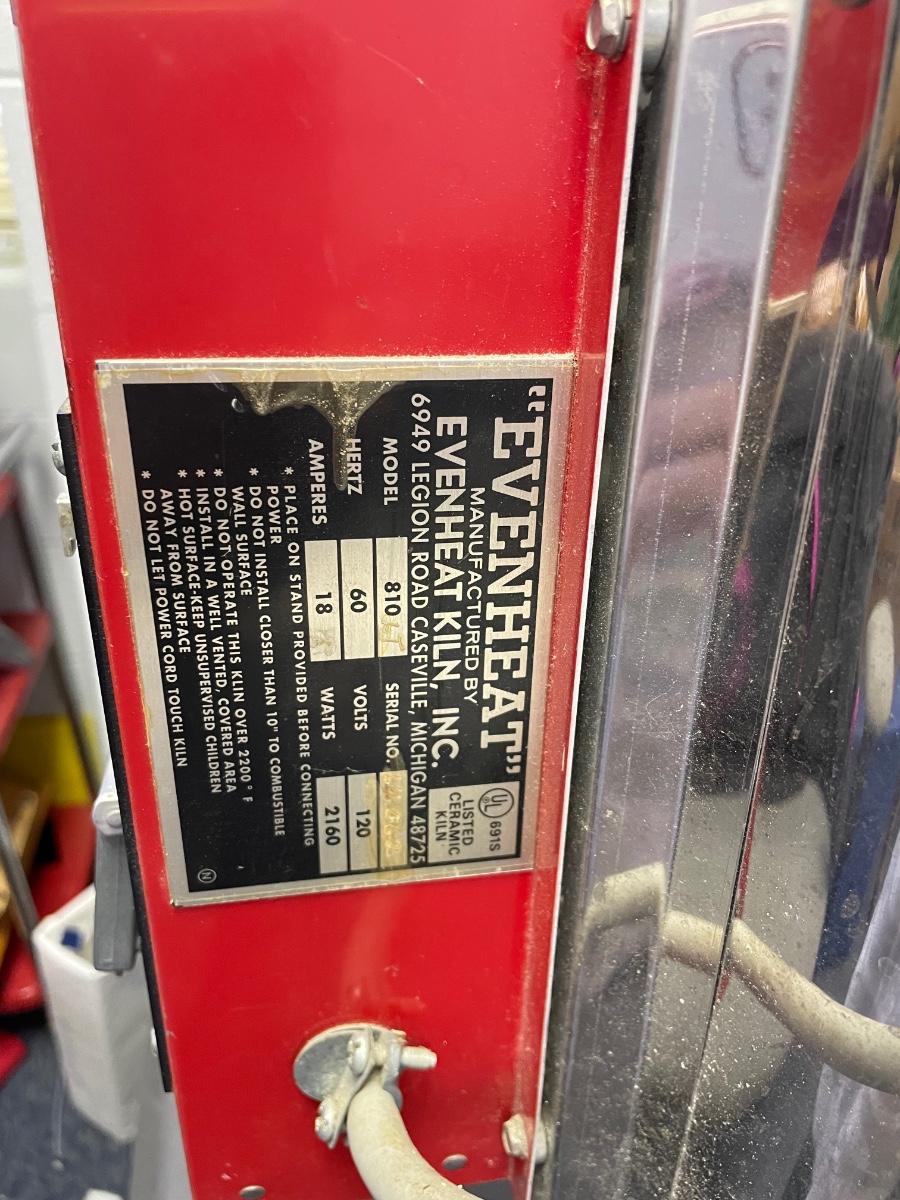 "EVENHEAT"
MANUFACTURED BY
EVENHEAT KILN, INC.
6949 LEGION ROAD CASEVILLE, MICHIGAN 48725
UL 691S
LISTED
CERAMIC
KILN
MODEL 810 SERIAL NO.
HERTZ 60 VOLTS 120
AMPERES 18 WATTS 2160
* PLACE ON STAND PROVIDED BEFORE CONNECTING
POWER
* DO NOT INSTALL CLOSER THAN 10" TO COMBUSTIBLE
WALL SURFACE
* DO NOT OPERATE THIS KLIN OVER 2200° F
* INSTALL IN A WELL VENTED, COVERED AREA
* HOT SURFACE-KEEP UNSUPERVISED CHILDREN
AWAY FROM SURFACE
* DO NOT LET POWER CORD TOUCH KILN
N